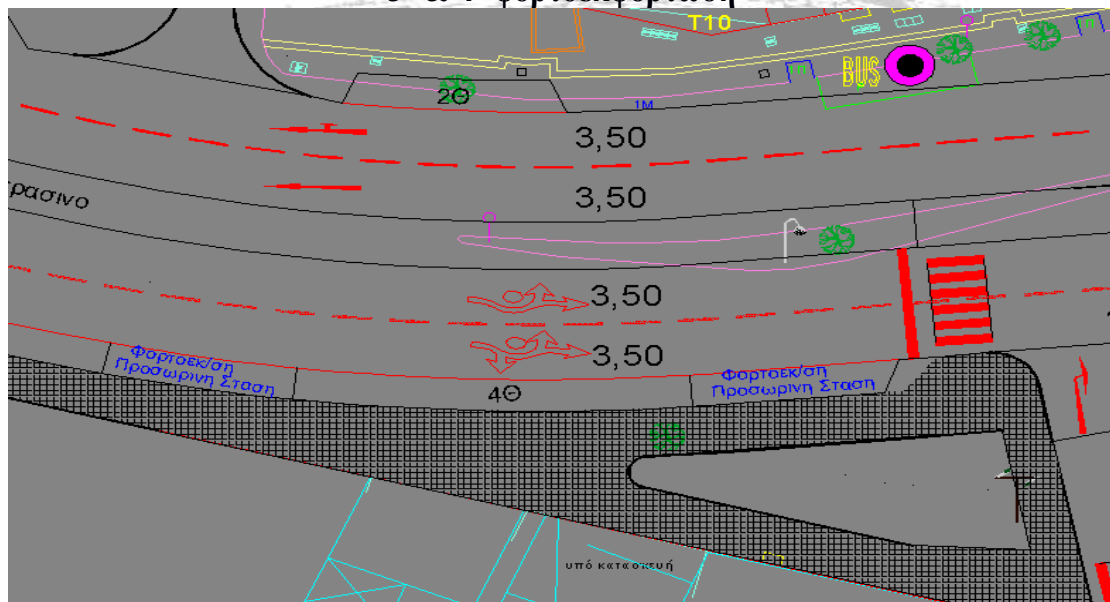 φορτοεκφόρτωση
T10
BUS
2Θ
1M
3,50
3,50
ρασινο
3,50
3,50
Φορτοεκ/ση
Προσωρινη Σταση
4Θ
Φορτοεκ/ση
Προσωρινη Σταση
υπό κατασκευή